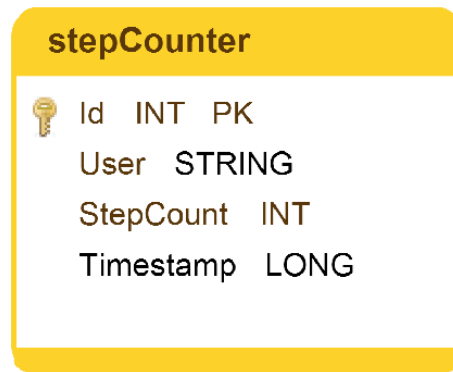 stepCounter
Id INT PK
User STRING
StepCount INT
Timestamp LONG